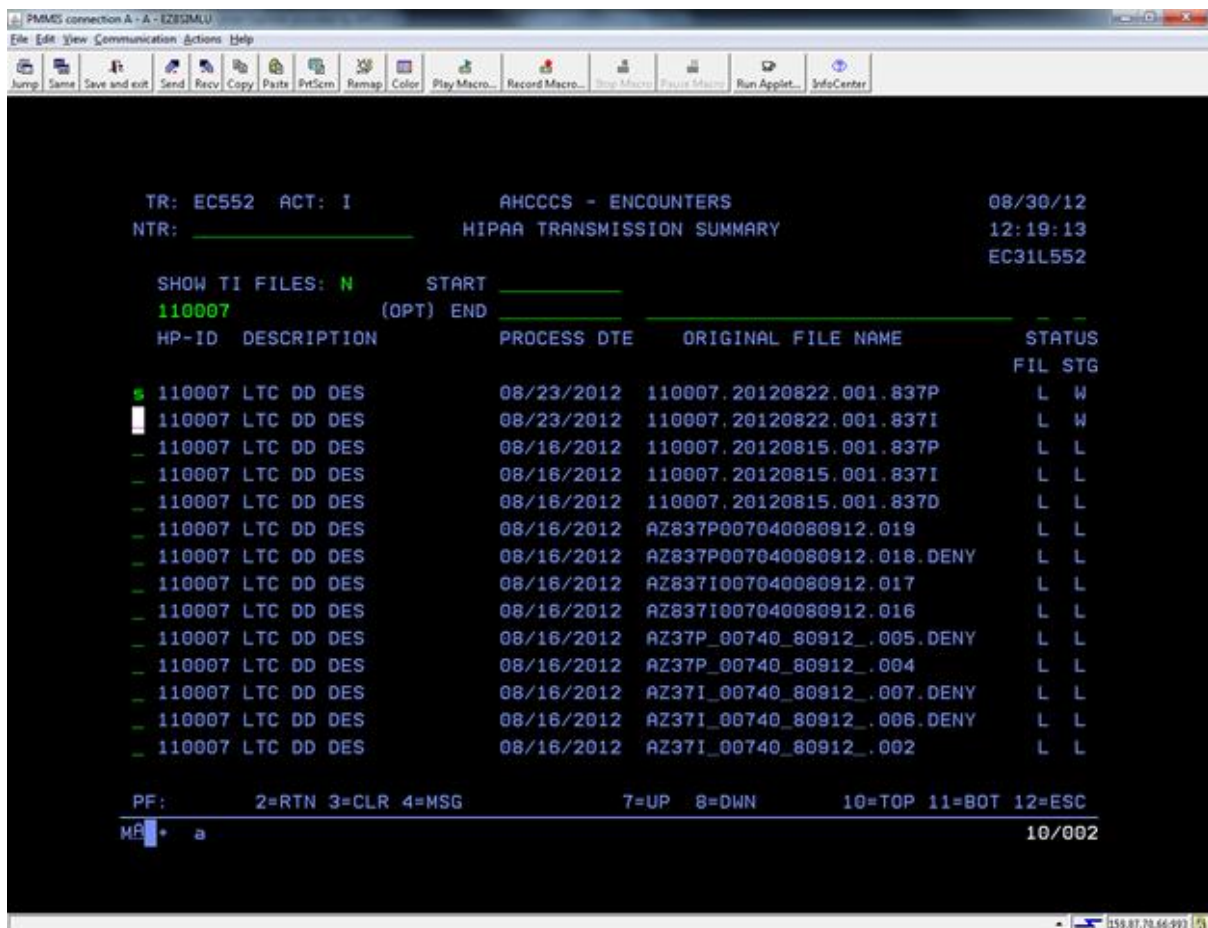 PMMIS connection A - A - EZ8SIMLU
File Edit View Communication Actions Help
Jump Same Save and exit Send Recv Copy Paste PrtScrn Remap Color Play Macro... Record Macro... Stop Macro Pause Macro Run Applet... InfoCenter
TR: EC552 ACT: I AHCCCS - ENCOUNTERS 08/30/12
NTR: HIPAA TRANSMISSION SUMMARY 12:19:13
EC31L552
SHOW TI FILES: N START
110007 (OPT) END
HP-ID DESCRIPTION PROCESS DTE ORIGINAL FILE NAME STATUS
FIL STG
s 110007 LTC DD DES 08/23/2012 110007.20120822.001.837P L W
110007 LTC DD DES 08/23/2012 110007.20120822.001.837I L W
_ 110007 LTC DD DES 08/16/2012 110007.20120815.001.837P L L
_ 110007 LTC DD DES 08/16/2012 110007.20120815.001.837I L L
_ 110007 LTC DD DES 08/16/2012 110007.20120815.001.837D L L
_ 110007 LTC DD DES 08/16/2012 AZ837P007040080912.019 L L
_ 110007 LTC DD DES 08/16/2012 AZ837P007040080912.018.DENY L L
_ 110007 LTC DD DES 08/16/2012 AZ837I007040080912.017 L L
_ 110007 LTC DD DES 08/16/2012 AZ837I007040080912.016 L L
_ 110007 LTC DD DES 08/16/2012 AZ37P_00740_80912_.005.DENY L L
_ 110007 LTC DD DES 08/16/2012 AZ37P_00740_80912_.004 L L
_ 110007 LTC DD DES 08/16/2012 AZ37I_00740_80912_.007.DENY L L
_ 110007 LTC DD DES 08/16/2012 AZ37I_00740_80912_.006.DENY L L
_ 110007 LTC DD DES 08/16/2012 AZ37I_00740_80912_.002 L L
PF: 2=RTN 3=CLR 4=MSG 7=UP 8=DWN 10=TOP 11=BOT 12=ESC
MA + a 10/002
159.87.70.66:993